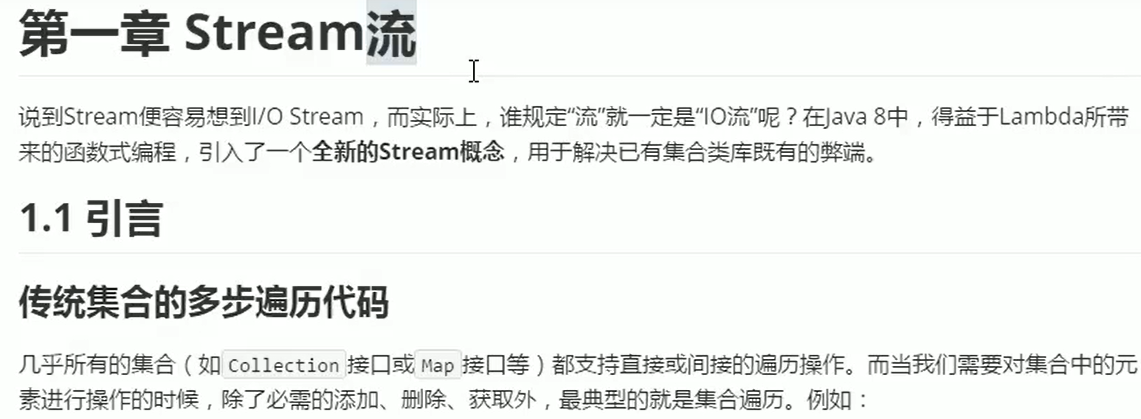 第一章 Stream流
说到Stream便容易想到I/O Stream，而实际上，谁规定“流”就一定是“IO流”呢？在Java 8中，得益于Lambda所带
来的函数式编程，引入了一个全新的Stream概念，用于解决已有集合类库既有的弊端。
1.1 引言
传统集合的多步遍历代码
几乎所有的集合（如Collection接口或Map接口等）都支持直接或间接的遍历操作。而当我们需要对集合中的元
素进行操作的时候，除了必需的添加、删除、获取外，最典型的就是集合遍历。例如：